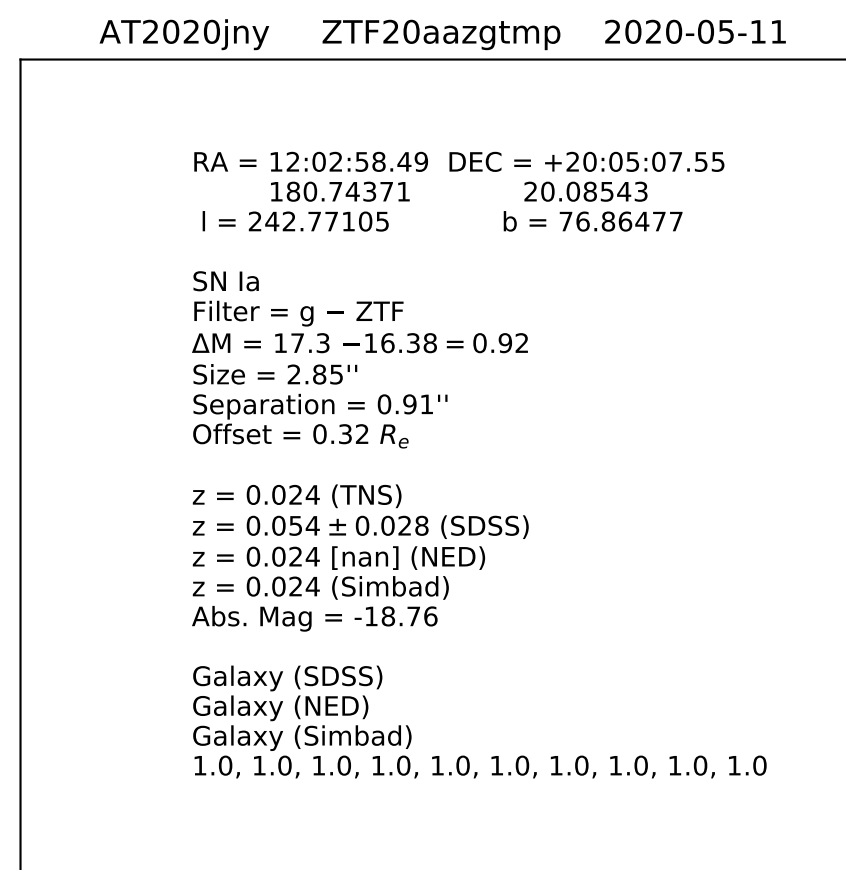 AT2020jny ZTF20aazgtmp 2020-05-11
RA = 12:02:58.49 DEC = +20:05:07.55
180.74371 20.08543
l = 242.77105 b = 76.86477
SN Ia
Filter = g − ZTF
ΔM = 17.3 −16.38 = 0.92
Size = 2.85''
Separation = 0.91''
Offset = 0.32 Re
z = 0.024 (TNS)
z = 0.054 ± 0.028 (SDSS)
z = 0.024 [nan] (NED)
z = 0.024 (Simbad)
Abs. Mag = -18.76
Galaxy (SDSS)
Galaxy (NED)
Galaxy (Simbad)
1.0, 1.0, 1.0, 1.0, 1.0, 1.0, 1.0, 1.0, 1.0, 1.0